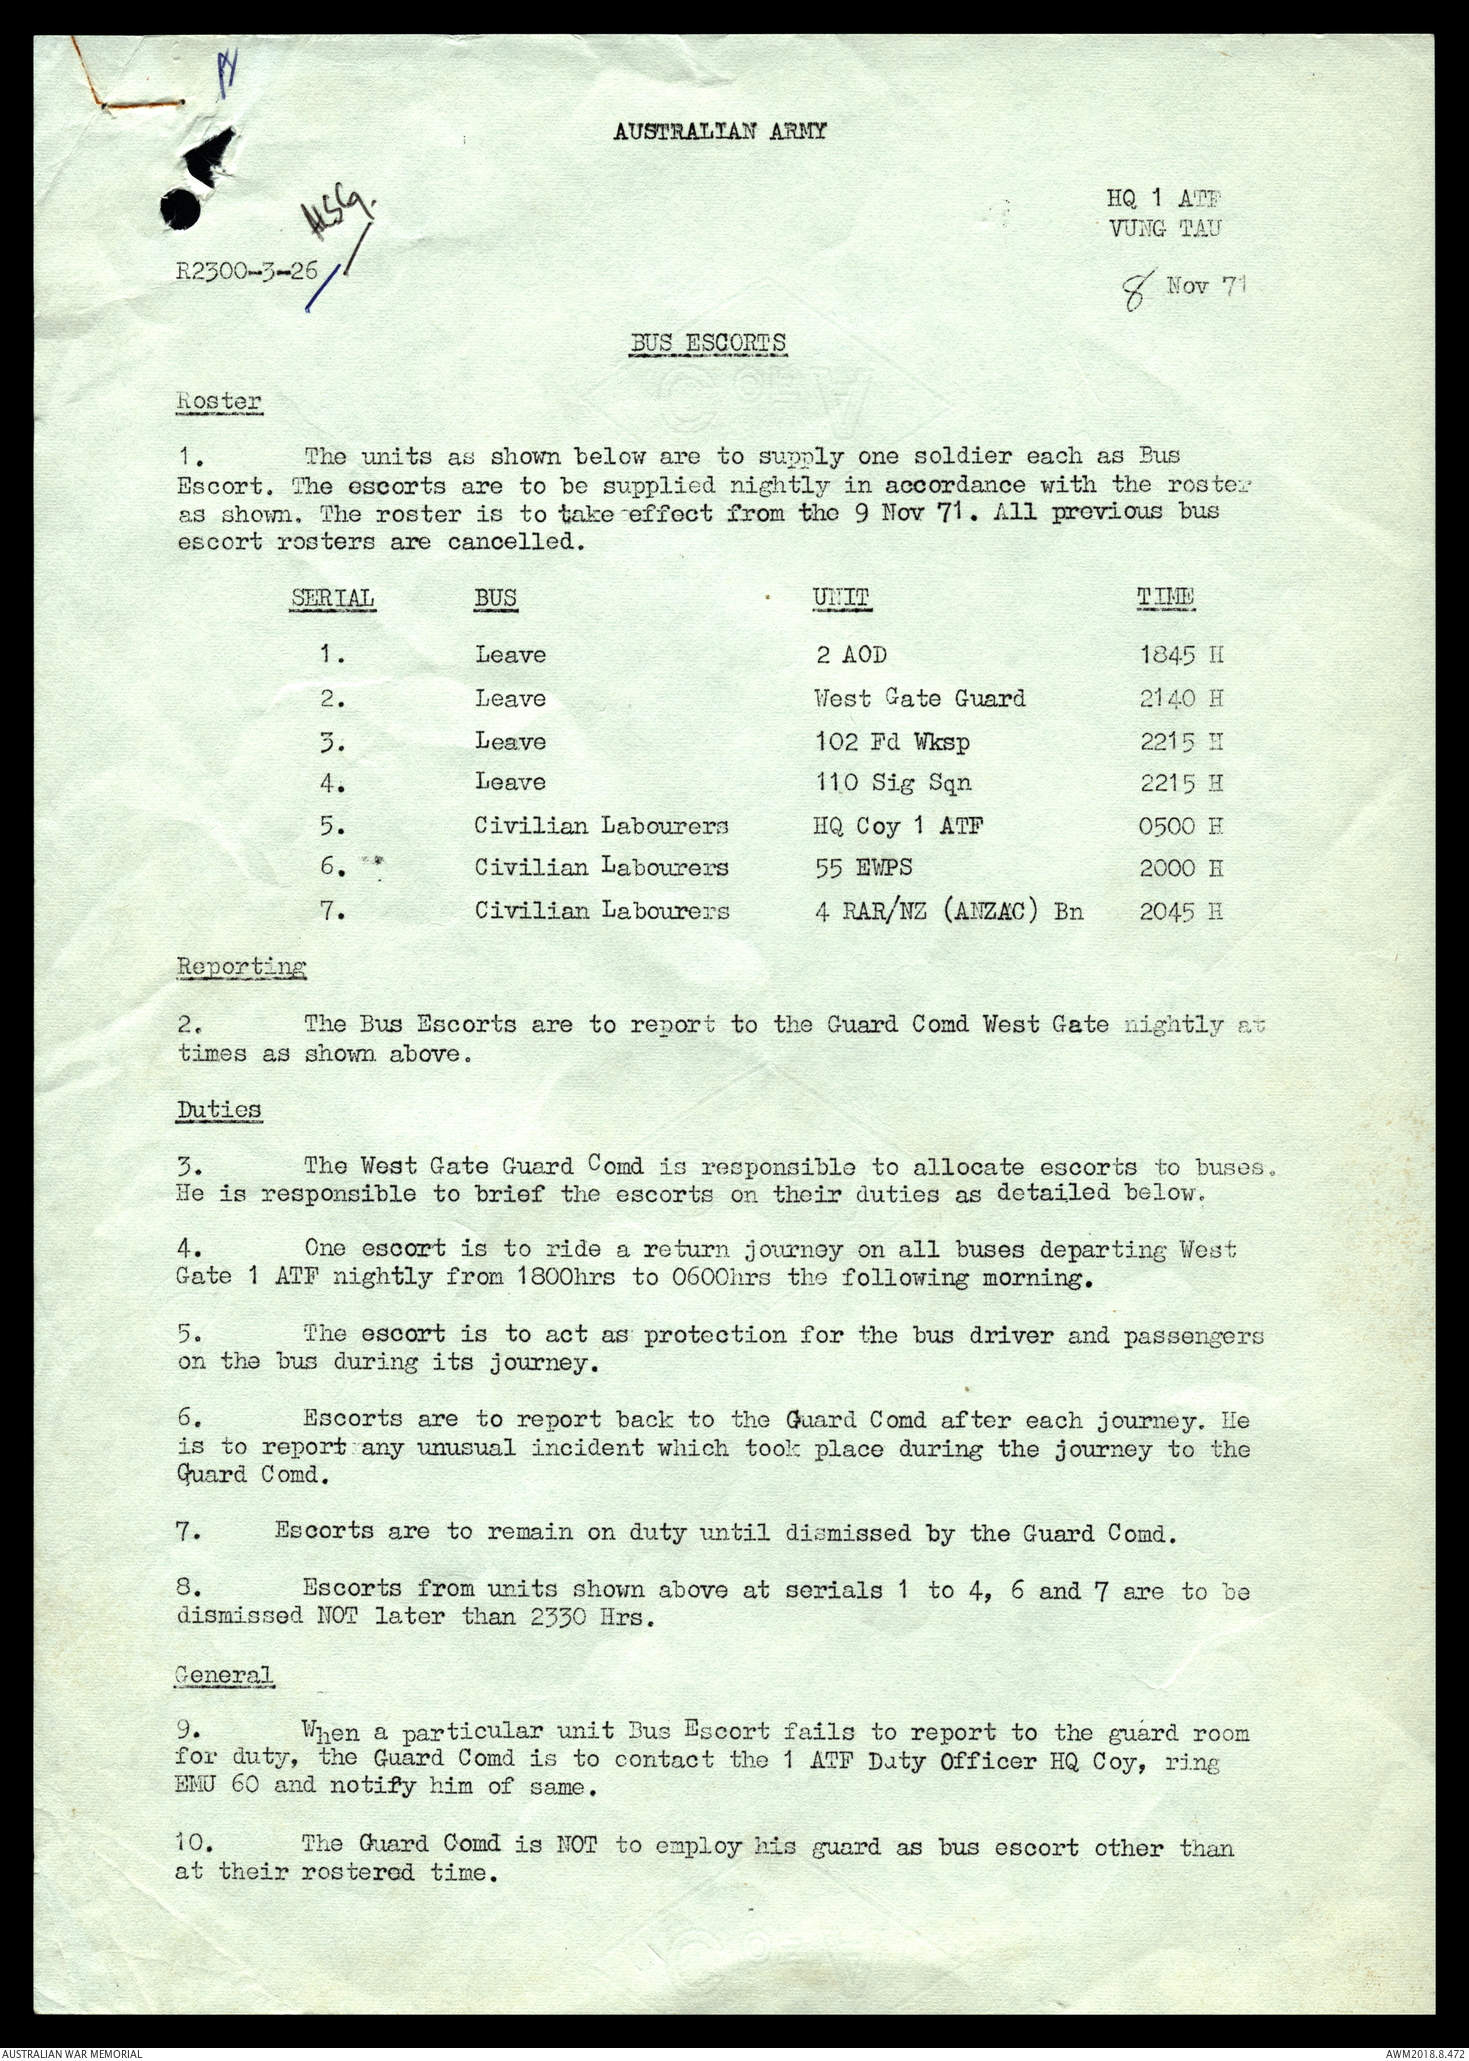 AUSTRALIAN ARMY
HQ 1 ATF
VUNG TAU
R2300-3-26
8 Nov 71
BUS ESCORTS
Roster
1. The units as shown below are to supply one soldier each as Bus
Escort. The escorts are to be supplied nightly in accordance with the roster
as shown. The roster is to take effect from the 9 Nov 71. All previous bus
escort rosters are cancelled.
SERIAL BUS UNIT TIME
1. Leave 2 AOD 1845 H
2. Leave West Gate Guard 2140 H
3. Leave 102 Fd Wksp 2215 H
4. Leave 110 Sig Sqn 2215 H
5. Civilian Labourers HQ Coy 1 ATF 0500 H
6. Civilian Labourers 55 EWPS 2000 H
7. Civilian Labourers 4 RAR/NZ (ANZAC) Bn 2045 H
Reporting
2. The Bus Escorts are to report to the Guard Comd West Gate nightly at
times as shown above.
Duties
3. The West Gate Guard Comd is responsible to allocate escorts to buses.
He is responsible to brief the escorts on their duties as detailed below.
4. One escort is to ride a return journey on all buses departing West
Gate 1 ATF nightly from 1800hrs to 0600hrs the following morning.
5. The escort is to act as protection for the bus driver and passengers
on the bus during its journey.
6. Escorts are to report back to the Guard Comd after each journey. He
is to report any unusual incident which took place during the journey to the
Guard Comd.
7. Escorts are to remain on duty until dismissed by the Guard Comd.
8. Escorts from units shown above at serials 1 to 4, 6 and 7 are to be
dismissed NOT later than 2330 Hrs.
General
9. When a particular unit Bus Escort fails to report to the guard room
for duty, the Guard Comd is to contact the 1 ATF Duty Officer HQ Coy, ring
EMU 60 and notify him of same.
10. The Guard Comd is NOT to employ his guard as bus escort other than
at their rostered time.
AUSTRALIAN WAR MEMORIAL
AWM2018.8.472